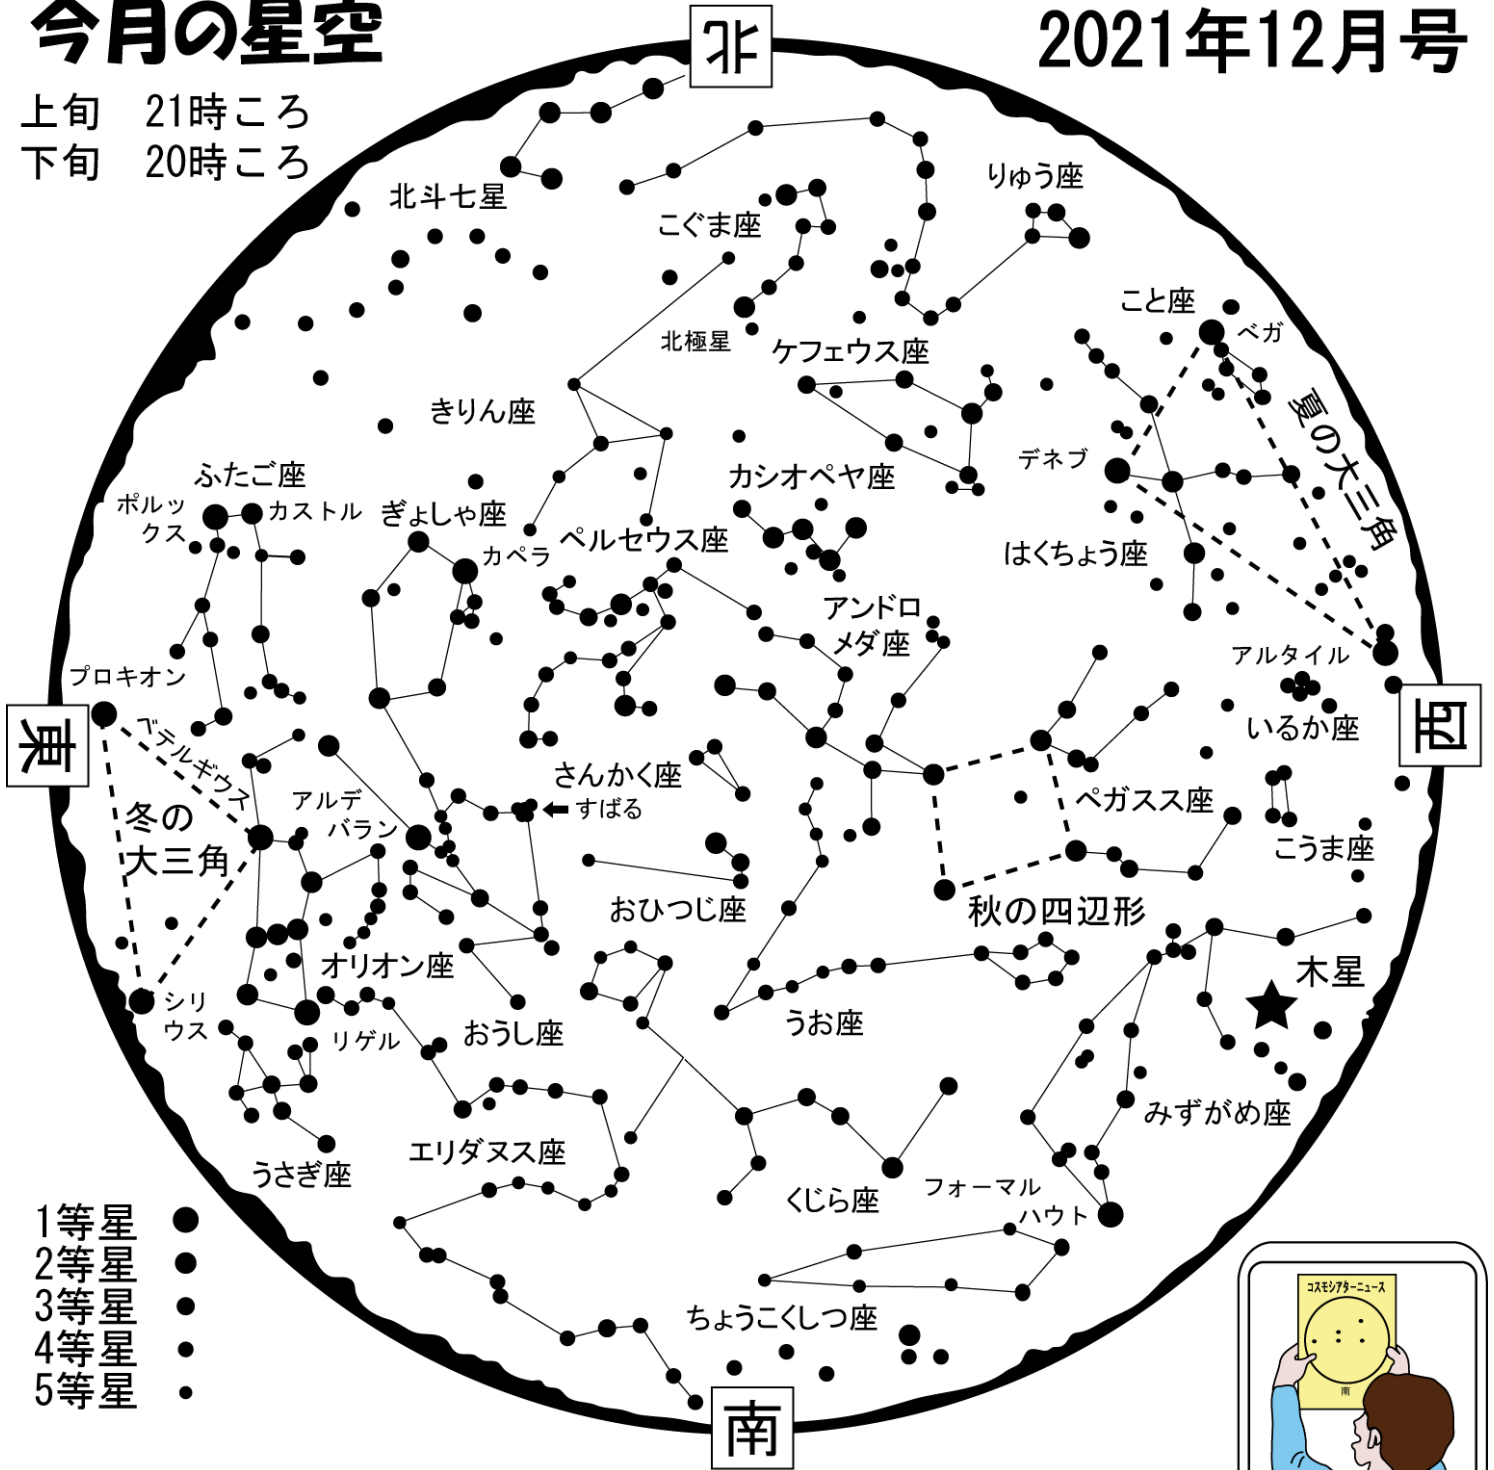 今月の星空
2021年12月号
上旬　21時ころ
下旬　20時ころ
北
北斗七星
こぐま座
りゅう座
北極星
ケフェウス座
こと座
ベガ
きりん座
夏の大三角
デネブ
カシオペヤ座
ふたご座
ポルッ
クス
カストル
ぎょしゃ座
カペラ
ペルセウス座
はくちょう座
アンドロ
メダ座
アルタイル
プロキオン
いるか座
東
西
ベテルギウス
さんかく座
すばる
アルデ
バラン
冬の
大三角
ペガスス座
こうま座
おひつじ座
秋の四辺形
オリオン座
木星
シリ
ウス
リゲル
おうし座
うお座
みずがめ座
エリダヌス座
うさぎ座
くじら座
フォーマル
ハウト
ちょうこくしつ座
南
1等星
2等星
3等星
4等星
5等星
コスモシアターニュース
南